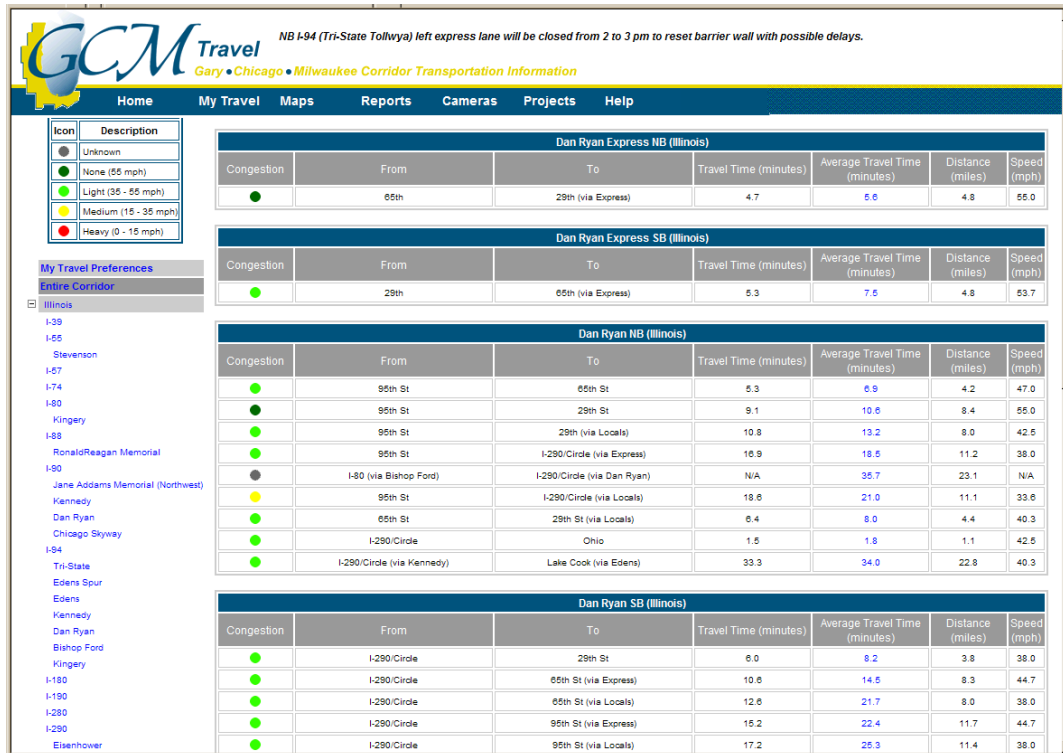 GCM Travel
NB I-94 (Tri-State Tollwya) left express lane will be closed from 2 to 3 pm to reset barrier wall with possible delays.
Gary • Chicago • Milwaukee Corridor Transportation Information
Home My Travel Maps Reports Cameras Projects Help
Icon Description
Unknown
None (55 mph)
Light (35 - 55 mph)
Medium (15 - 35 mph)
Heavy (0 - 15 mph)
My Travel Preferences
Entire Corridor
Illinois
I-39
I-55
Stevenson
I-57
I-74
I-80
Kingery
I-88
RonaldReagan Memorial
I-90
Jane Addams Memorial (Northwest)
Kennedy
Dan Ryan
Chicago Skyway
I-94
Tri-State
Edens Spur
Edens
Kennedy
Dan Ryan
Bishop Ford
Kingery
I-180
I-190
I-280
I-290
Eisenhower
Dan Ryan Express NB (Illinois)
Congestion From To Travel Time (minutes) Average Travel Time (minutes) Distance (miles) Speed (mph)
65th 29th (via Express) 4.7 5.6 4.8 55.0
Dan Ryan Express SB (Illinois)
Congestion From To Travel Time (minutes) Average Travel Time (minutes) Distance (miles) Speed (mph)
29th 65th (via Express) 5.3 7.5 4.8 53.7
Dan Ryan NB (Illinois)
Congestion From To Travel Time (minutes) Average Travel Time (minutes) Distance (miles) Speed (mph)
95th St 65th St 5.3 6.9 4.2 47.0
95th St 29th St 9.1 10.6 8.4 55.0
95th St 29th (via Locals) 10.8 13.2 8.0 42.5
95th St I-290/Circle (via Express) 16.9 18.5 11.2 38.0
I-80 (via Bishop Ford) I-290/Circle (via Dan Ryan) N/A 35.7 23.1 N/A
95th St I-290/Circle (via Locals) 18.6 21.0 11.1 33.6
65th St 29th St (via Locals) 6.4 8.0 4.4 40.3
I-290/Circle Ohio 1.5 1.8 1.1 42.5
I-290/Circle (via Kennedy) Lake Cook (via Edens) 33.3 34.0 22.8 40.3
Dan Ryan SB (Illinois)
Congestion From To Travel Time (minutes) Average Travel Time (minutes) Distance (miles) Speed (mph)
I-290/Circle 29th St 6.0 8.2 3.8 38.0
I-290/Circle 65th St (via Express) 10.6 14.5 8.3 44.7
I-290/Circle 65th St (via Locals) 12.6 21.7 8.0 38.0
I-290/Circle 95th St (via Express) 15.2 22.4 11.7 44.7
I-290/Circle 95th St (via Locals) 17.2 25.3 11.4 38.0